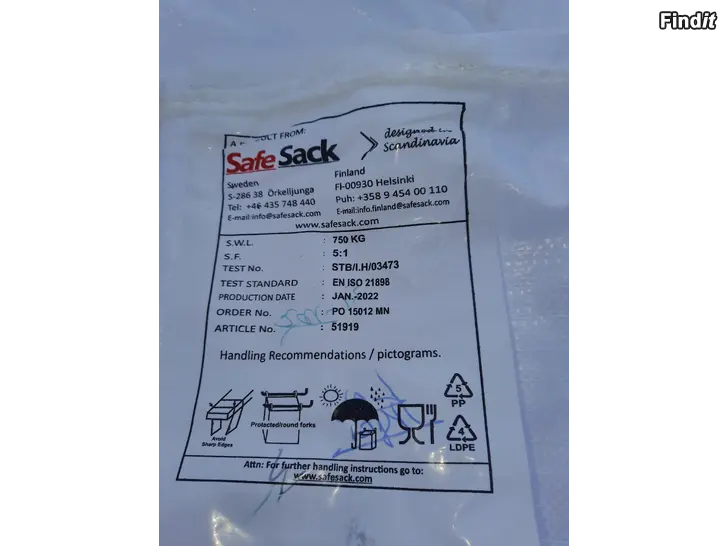 Findit
A PRODUCT FROM:
SafeSack
designed in
Scandinavia
Sweden
S-286 38 Örkelljunga
Tel: +46 435 748 440
E-mail:info@safesack.com
Finland
FI-00930 Helsinki
Puh: +358 9 454 00 110
E-mail:info.finland@safesack.com
www.safesack.com
S.W.L. : 750 KG
S.F. : 5:1
TEST No. : STB/I.H/03473
TEST STANDARD : EN ISO 21898
PRODUCTION DATE : JAN.-2022
ORDER No. : PO 15012 MN
ARTICLE No. : 51919
Handling Recommendations / pictograms.
Avoid
Sharp Edges
Protected/round forks
5
PP
4
LDPE
Attn: For further handling instructions go to:
www.safesack.com